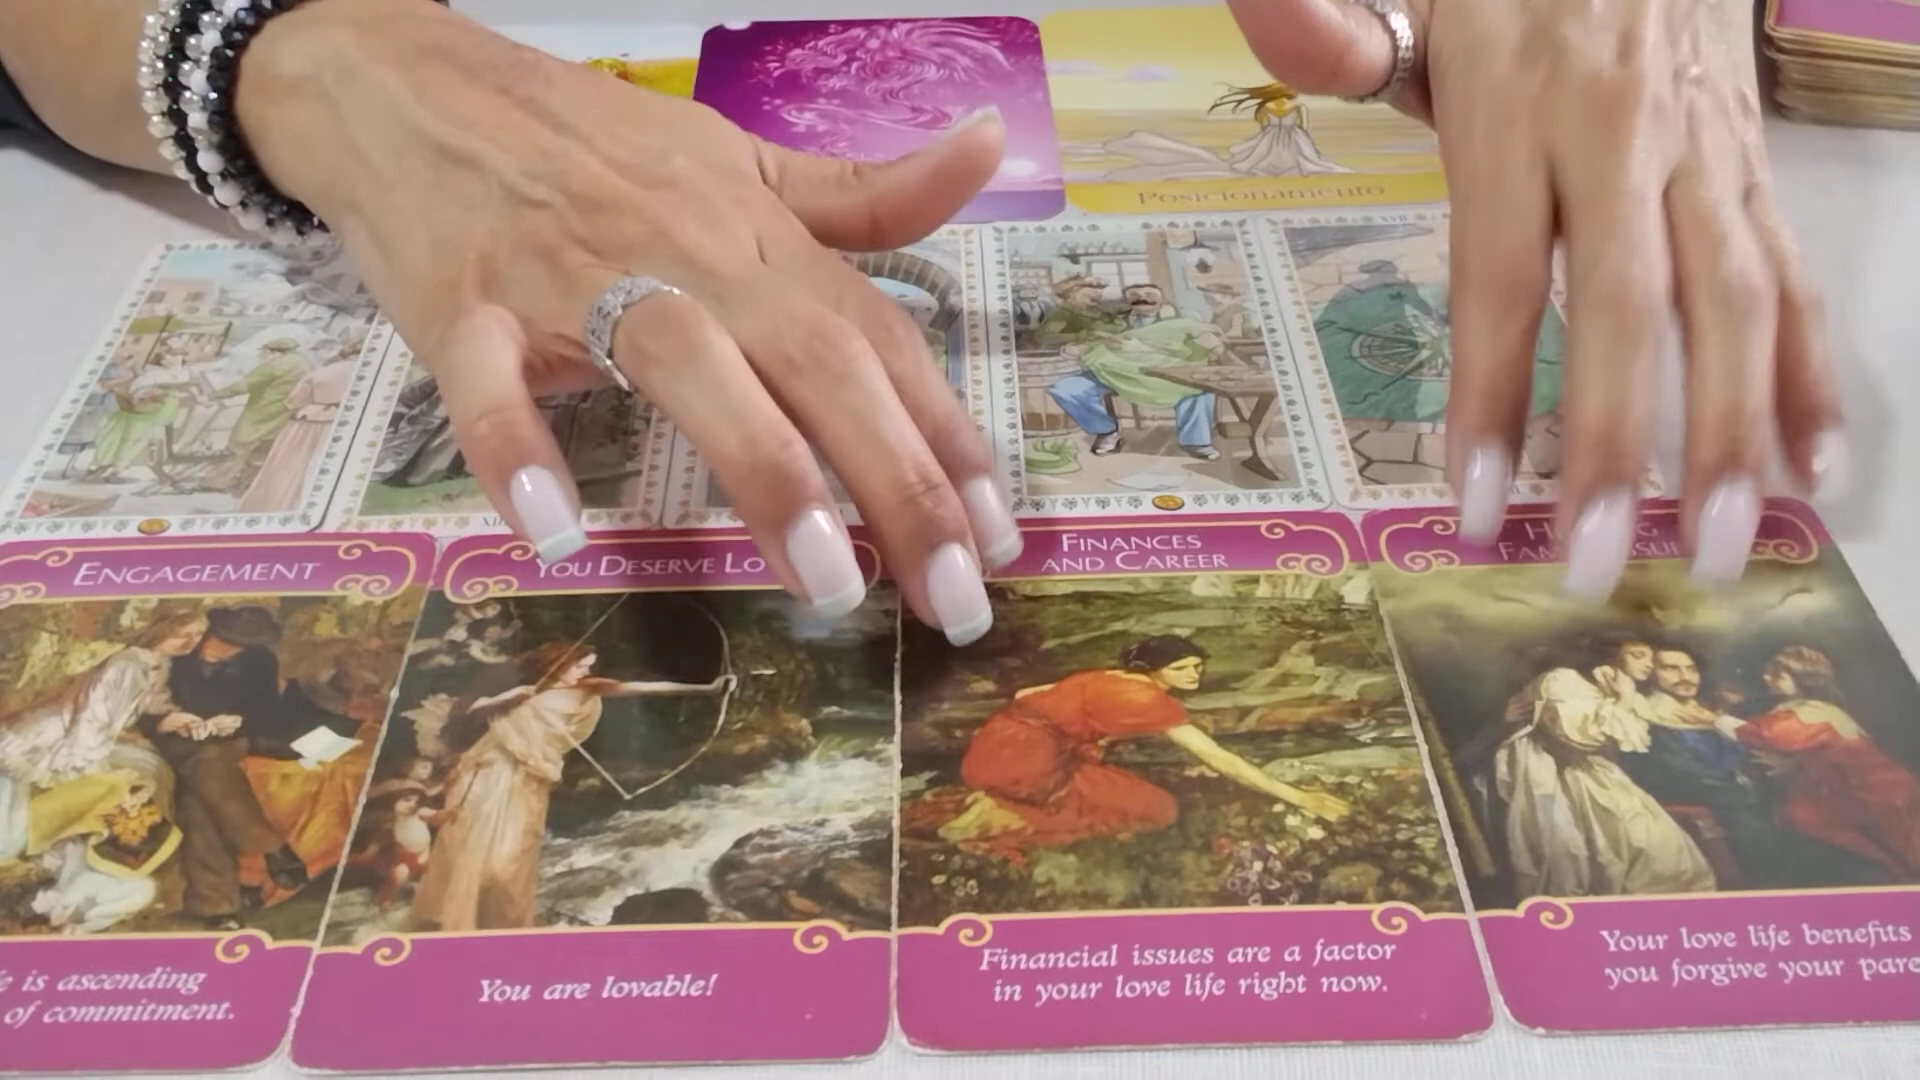 Posicionamento
XVII
ENGAGEMENT
YOU DESERVE LO
FINANCES
AND CAREER
is ascending
of commitment.
You are lovable!
Financial issues are a factor
in your love life right now.
Your love life benefits
you forgive your pare